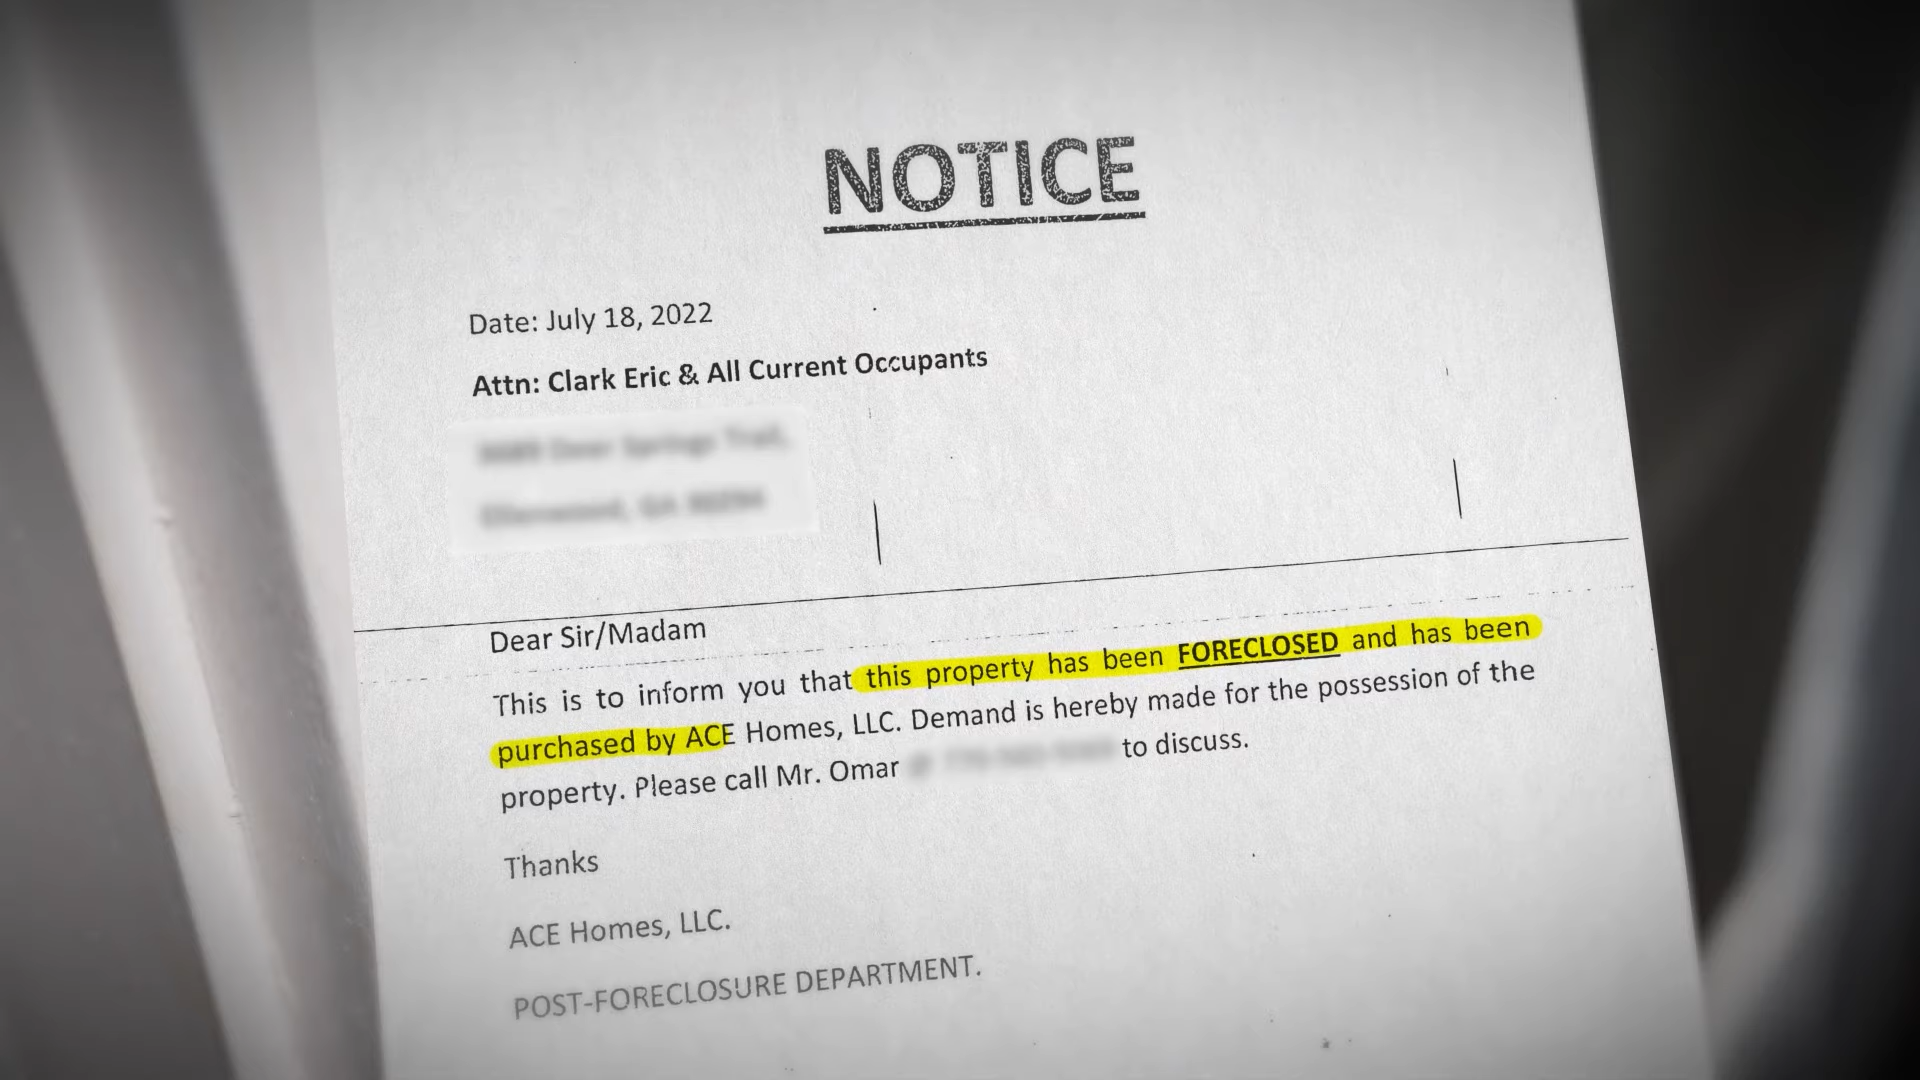 NOTICE
Date: July 18, 2022
Attn: Clark Eric & All Current Occupants
Dear Sir/Madam
This is to inform you that this property has been FORECLOSED and has been
purchased by ACE Homes, LLC. Demand is hereby made for the possession of the
property. Please call Mr. Omar to discuss.
Thanks
ACE Homes, LLC.
POST-FORECLOSURE DEPARTMENT.